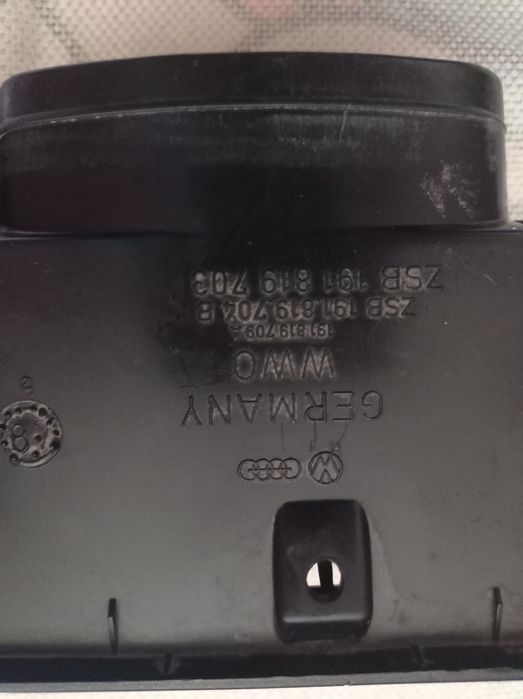 GERMANY
191.819.709 A
ZSB 191.819.704 B
ZSB 191 819 703